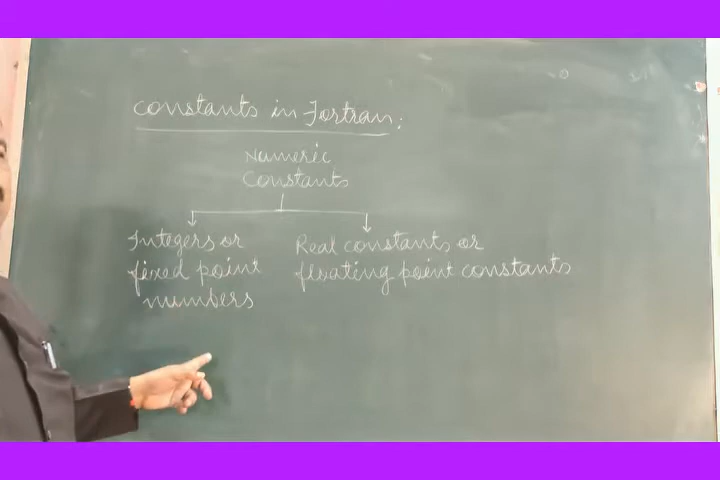 constants in Fortran:
Numeric
Constants
Integers or
fixed point
numbers
Real constants or
floating point constants